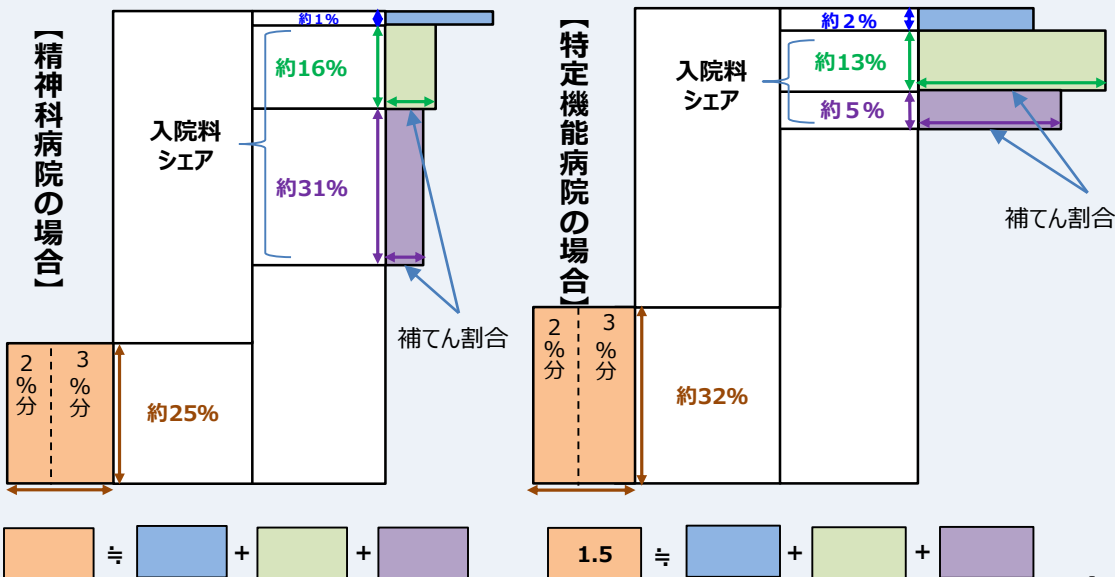 【精神科病院の場合】
約1%
約16%
入院料
シェア
約31%
補てん割合
2%分
3%分
約25%
≒
+
+
【特定機能病院の場合】
約2%
約13%
入院料
シェア
約5%
補てん割合
2%分
3%分
約32%
1.5
≒
+
+